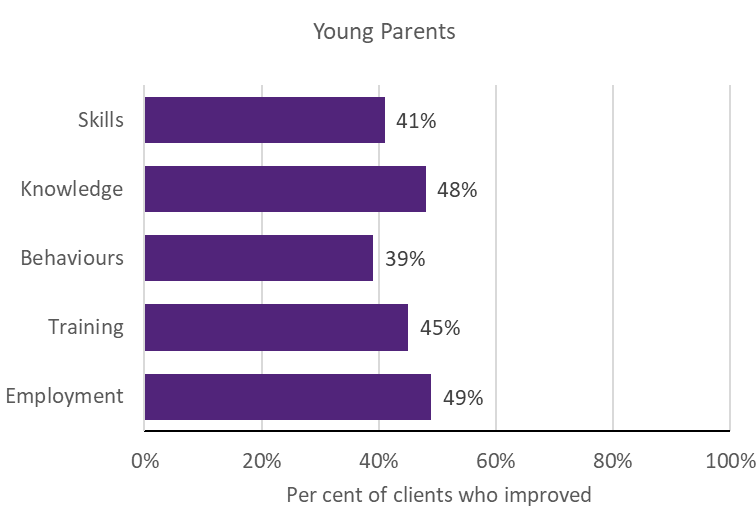 Young Parents
Skills
41%
Knowledge
48%
Behaviours
39%
Training
45%
Employment
49%
0% 20% 40% 60% 80% 100%
Per cent of clients who improved